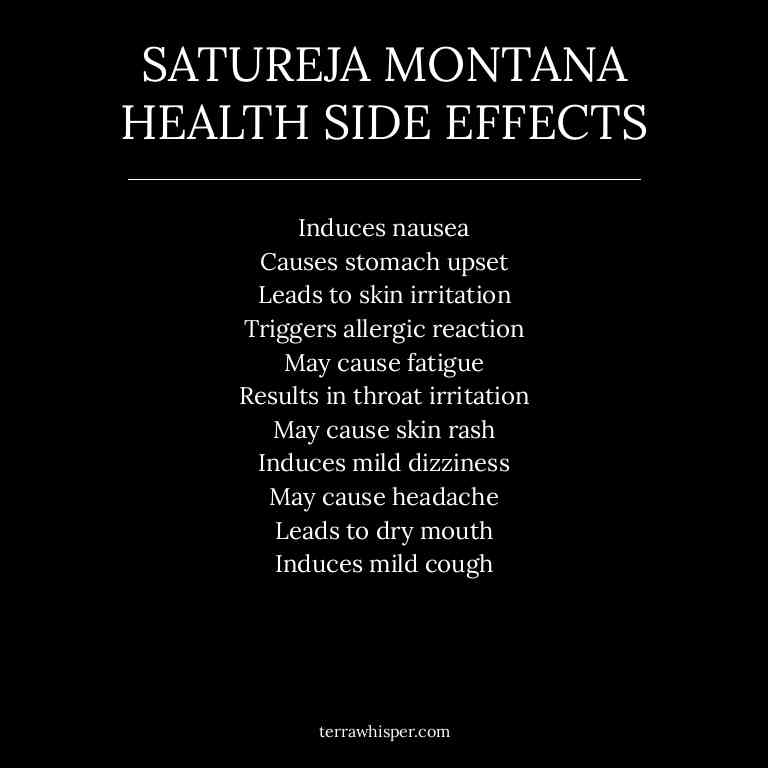 SATUREJA MONTANA
HEALTH SIDE EFFECTS
Induces nausea
Causes stomach upset
Leads to skin irritation
Triggers allergic reaction
May cause fatigue
Results in throat irritation
May cause skin rash
Induces mild dizziness
May cause headache
Leads to dry mouth
Induces mild cough
terrawhisper.com